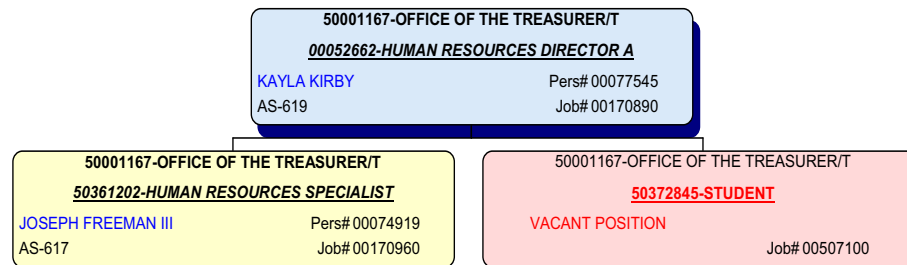 50001167-OFFICE OF THE TREASURER/T
00052662-HUMAN RESOURCES DIRECTOR A
KAYLA KIRBY Pers# 00077545
AS-619 Job# 00170890
50001167-OFFICE OF THE TREASURER/T
50361202-HUMAN RESOURCES SPECIALIST
JOSEPH FREEMAN III Pers# 00074919
AS-617 Job# 00170960
50001167-OFFICE OF THE TREASURER/T
50372845-STUDENT
VACANT POSITION
Job# 00507100